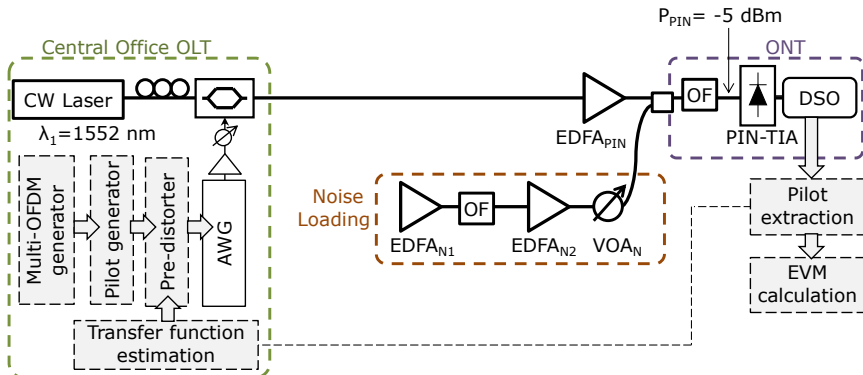 Central Office OLT
P_PIN= -5 dBm
ONT
CW Laser
λ₁=1552 nm
EDFA_PIN
OF
PIN-TIA
DSO
Multi-OFDM
generator
Pilot generator
Pre-distorter
AWG
Noise
Loading
EDFA_N1
OF
EDFA_N2
VOA_N
Pilot
extraction
EVM
calculation
Transfer function
estimation